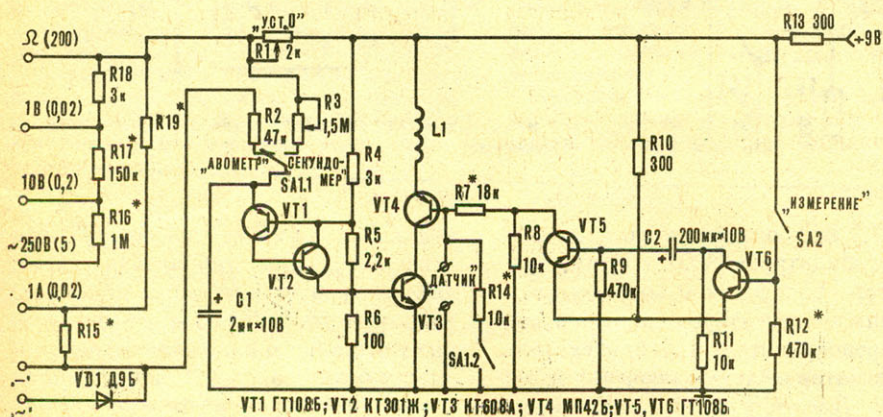 „УСТ.0"
R1 2к
R13 300
+9В
Ω (200)
R18
3к
1В (0,02)
R19*
R17*
150к
10В (0,2)
R16*
1М
~250В (5)
1А (0,02)
R15*
VD1 Д9Б
R2
47к
R3
1,5М
„АВОМЕТР"
СЕКУНДО-
МЕР"
SA1.1
R4
3к
VT1
R5
2,2к
VT2
C1
2мк×10В
R6
100
L1
VT4
R7* 18к
VT3
„ДАТЧИК"
R14*
1,0к
SA1.2
R8
10к
VT5
R9
470к
R10
300
C2
200мк×10В
VT6
R11
10к
„ИЗМЕРЕНИЕ"
SA2
R12*
470к
VT1 ГТ108Б; VT2 КТ301Ж; VT3 КТ608А; VT4 МП42Б; VT5, VT6 ГТ108Б